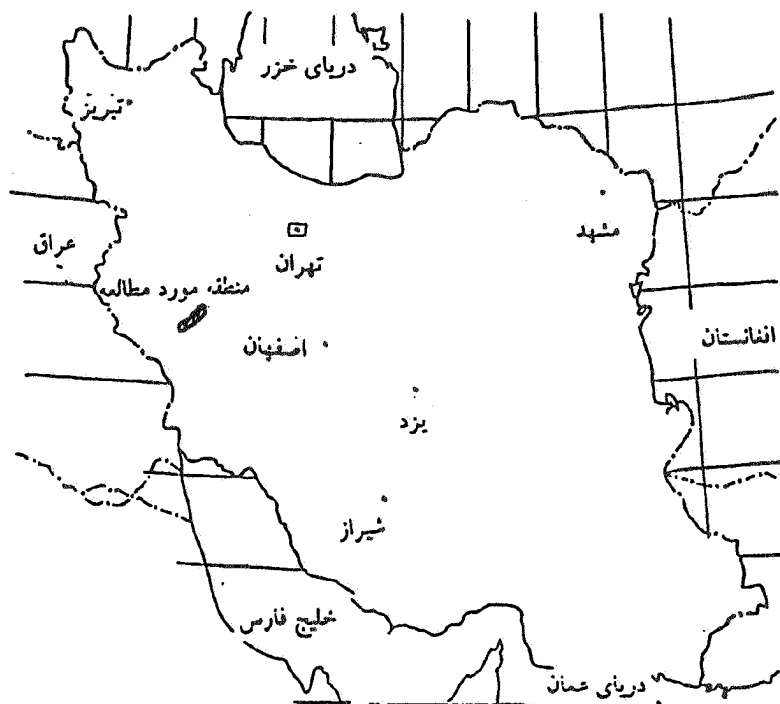 دریای خزر
تبریز
مشهد
عراق
تهران
منطقه مورد مطالعه
افغانستان
اصفهان
یزد
شیراز
خلیج فارس
دریای عمان